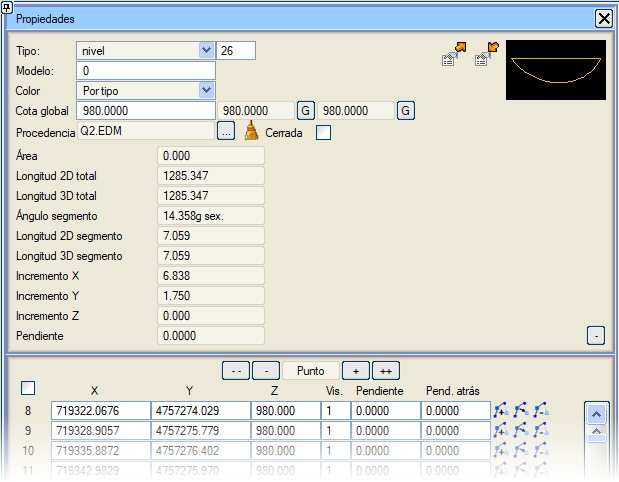 Propiedades
Tipo: nivel 26
Modelo: 0
Color Por tipo
Cota global 980.0000 980.0000 G 980.0000 G
Procedencia Q2.EDM ... Cerrada
Área 0.000
Longitud 2D total 1285.347
Longitud 3D total 1285.347
Ángulo segmento 14.358g sex.
Longitud 2D segmento 7.059
Longitud 3D segmento 7.059
Incremento X 6.838
Incremento Y 1.750
Incremento Z 0.000
Pendiente 0.0000
-
-- - Punto + ++
X Y Z Vis. Pendiente Pend. atrás
8 719322.0676 4757274.029 980.000 1 0.0000 0.0000
9 719328.9057 4757275.779 980.000 1 0.0000 0.0000
10 719335.8872 4757276.402 980.000 1 0.0000 0.0000
11 719342.9829 4757275.970 980.000 1 0.0000 0.0000